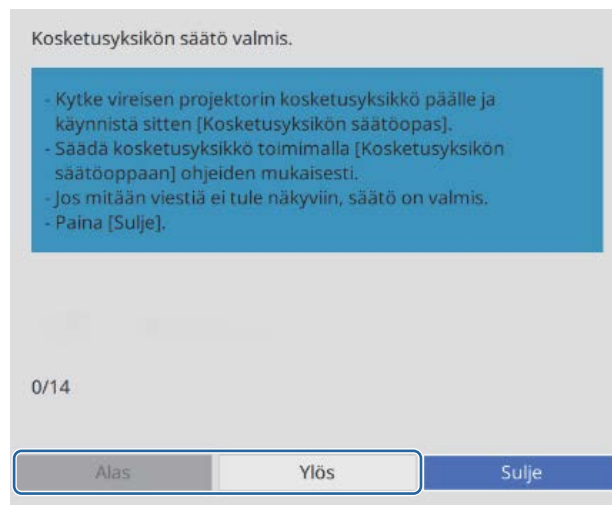 Kosketusyksikön säätö valmis.
- Kytke vireisen projektorin kosketusyksikkö päälle ja
käynnistä sitten [Kosketusyksikön säätöopas].
- Säädä kosketusyksikkö toimimalla [Kosketusyksikön
säätöoppaan] ohjeiden mukaisesti.
- Jos mitään viestiä ei tule näkyviin, säätö on valmis.
- Paina [Sulje].
0/14
Alas Ylös Sulje